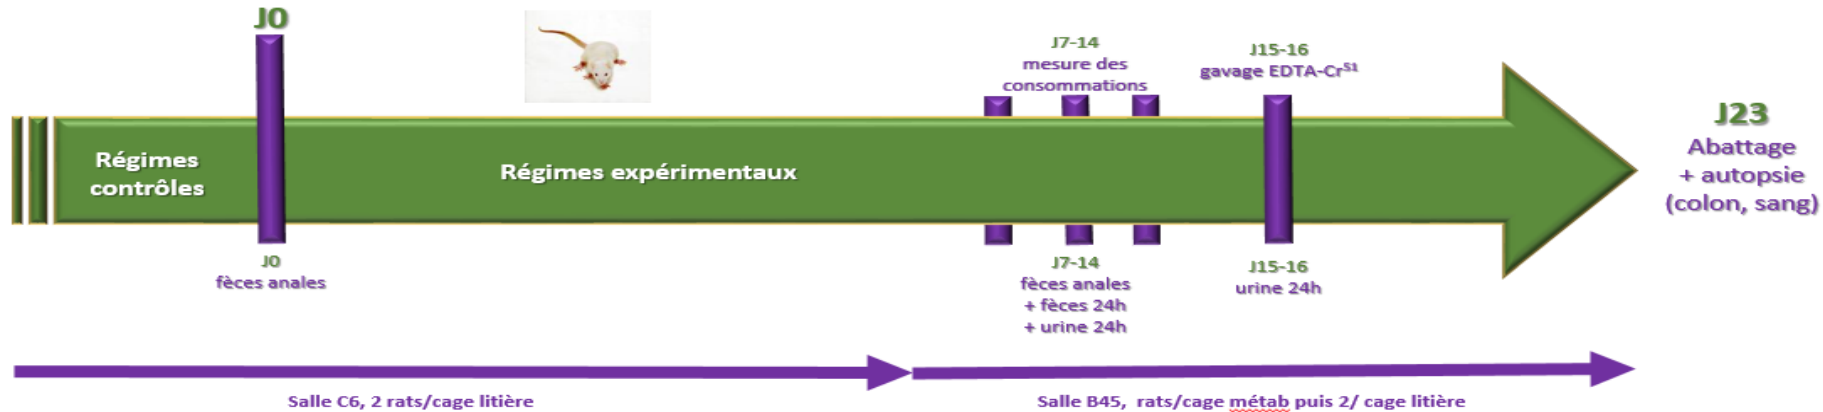 J0
J7-14
mesure des
consommations
J15-16
gavage EDTA-Cr⁵¹
Régimes
contrôles
Régimes expérimentaux
J23
Abattage
+ autopsie
(colon, sang)
J0
fèces anales
J7-14
fèces anales
+ fèces 24h
+ urine 24h
J15-16
urine 24h
Salle C6, 2 rats/cage litière
Salle B45, rats/cage métab puis 2/ cage litière